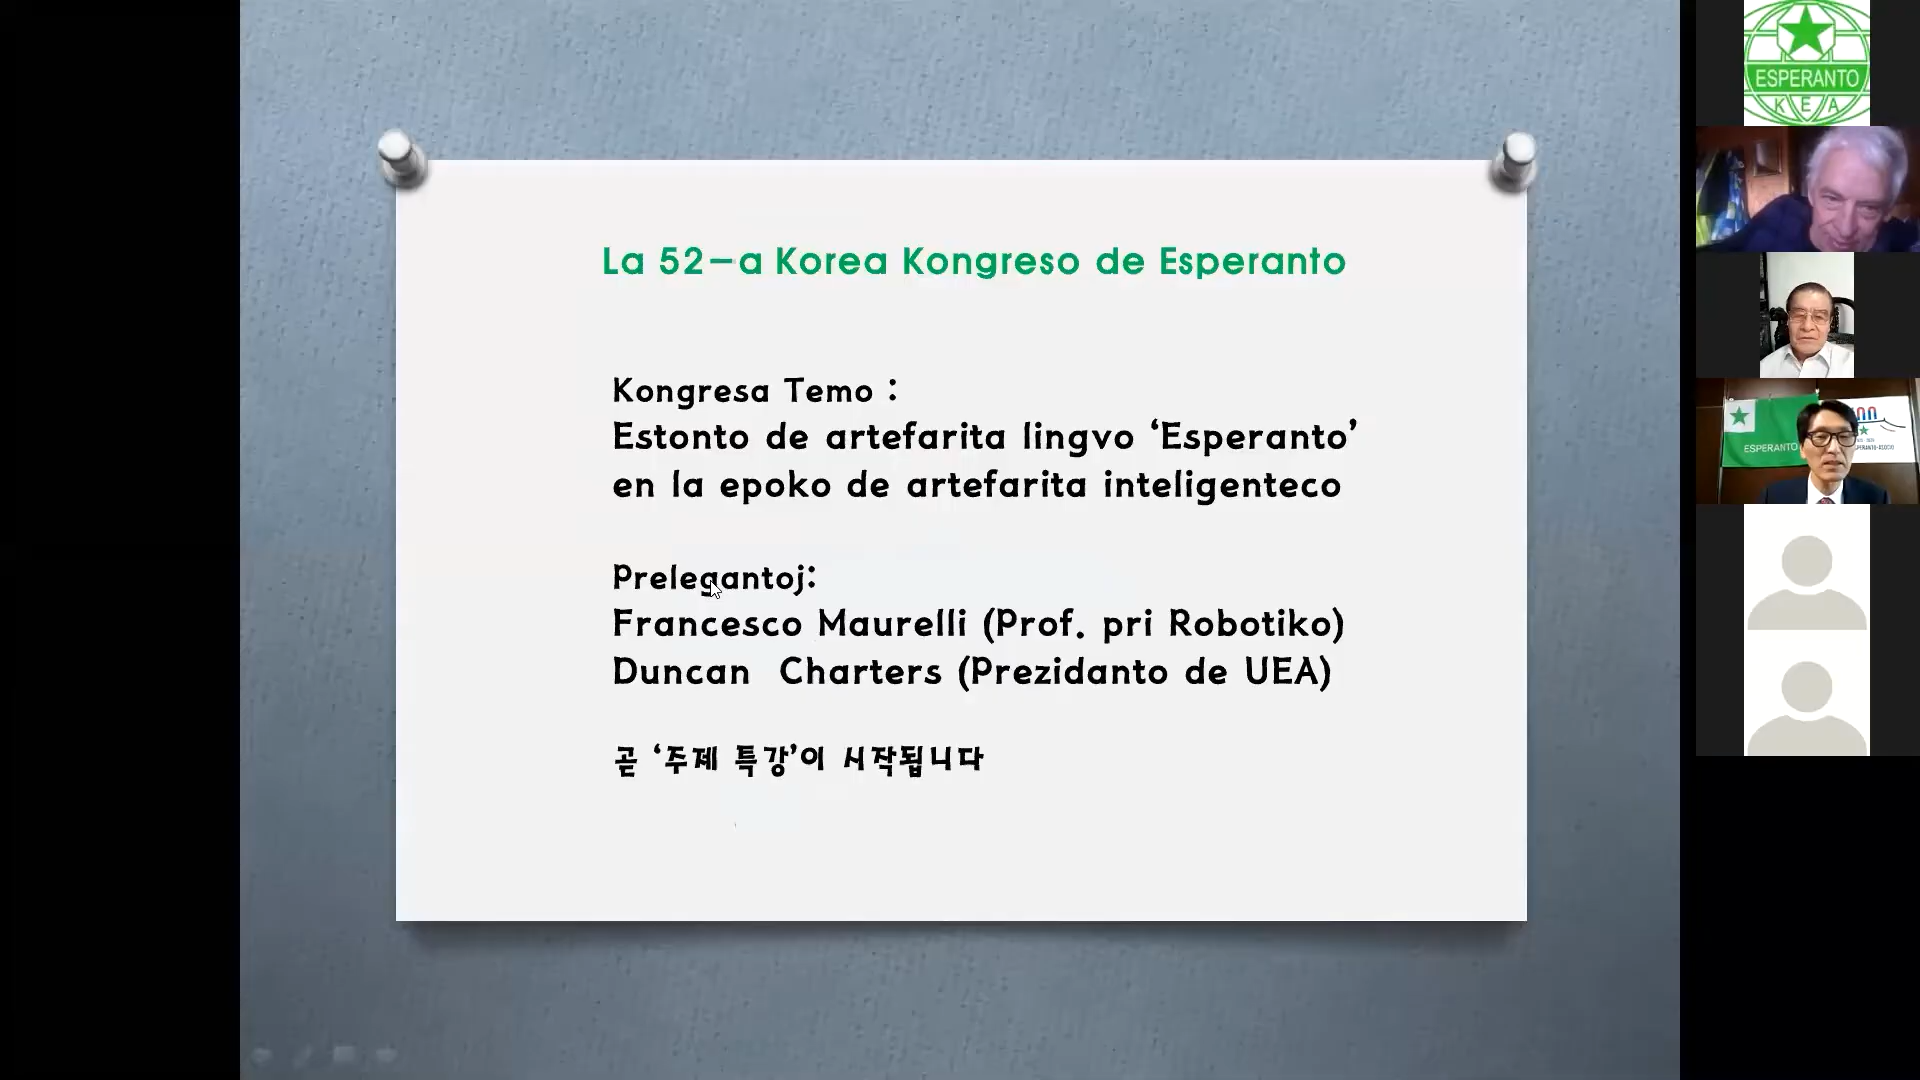 La 52-a Korea Kongreso de Esperanto
Kongresa Temo :
Estonto de artefarita lingvo ‘Esperanto’
en la epoko de artefarita inteligenteco
Prelegantoj:
Francesco Maurelli (Prof. pri Robotiko)
Duncan Charters (Prezidanto de UEA)
곧 ‘주제 특강’이 시작됩니다
ESPERANTO
KEA
ESPERANTO